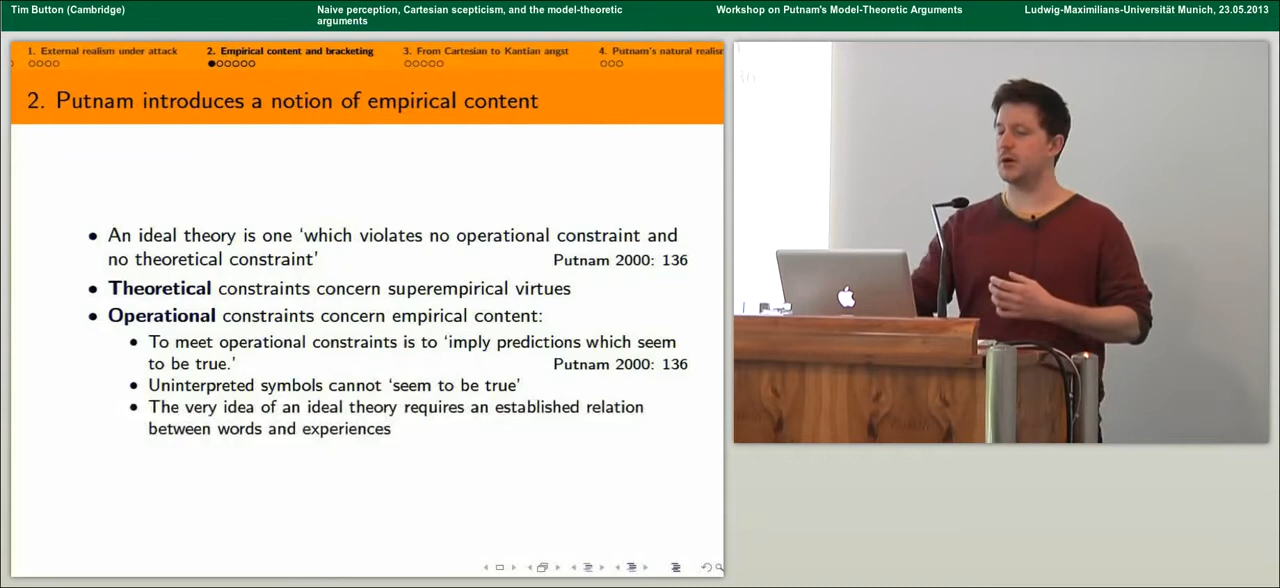 Tim Button (Cambridge)
Naive perception, Cartesian scepticism, and the model-theoretic
arguments
Workshop on Putnam's Model-Theoretic Arguments
Ludwig-Maximilians-Universität Munich, 23.05.2013
1. External realism under attack
2. Empirical content and bracketing
3. From Cartesian to Kantian angst
4. Putnam's natural realisr
2. Putnam introduces a notion of empirical content
• An ideal theory is one ‘which violates no operational constraint and
no theoretical constraint’ Putnam 2000: 136
• Theoretical constraints concern superempirical virtues
• Operational constraints concern empirical content:
• To meet operational constraints is to ‘imply predictions which seem
to be true.’ Putnam 2000: 136
• Uninterpreted symbols cannot ‘seem to be true’
• The very idea of an ideal theory requires an established relation
between words and experiences